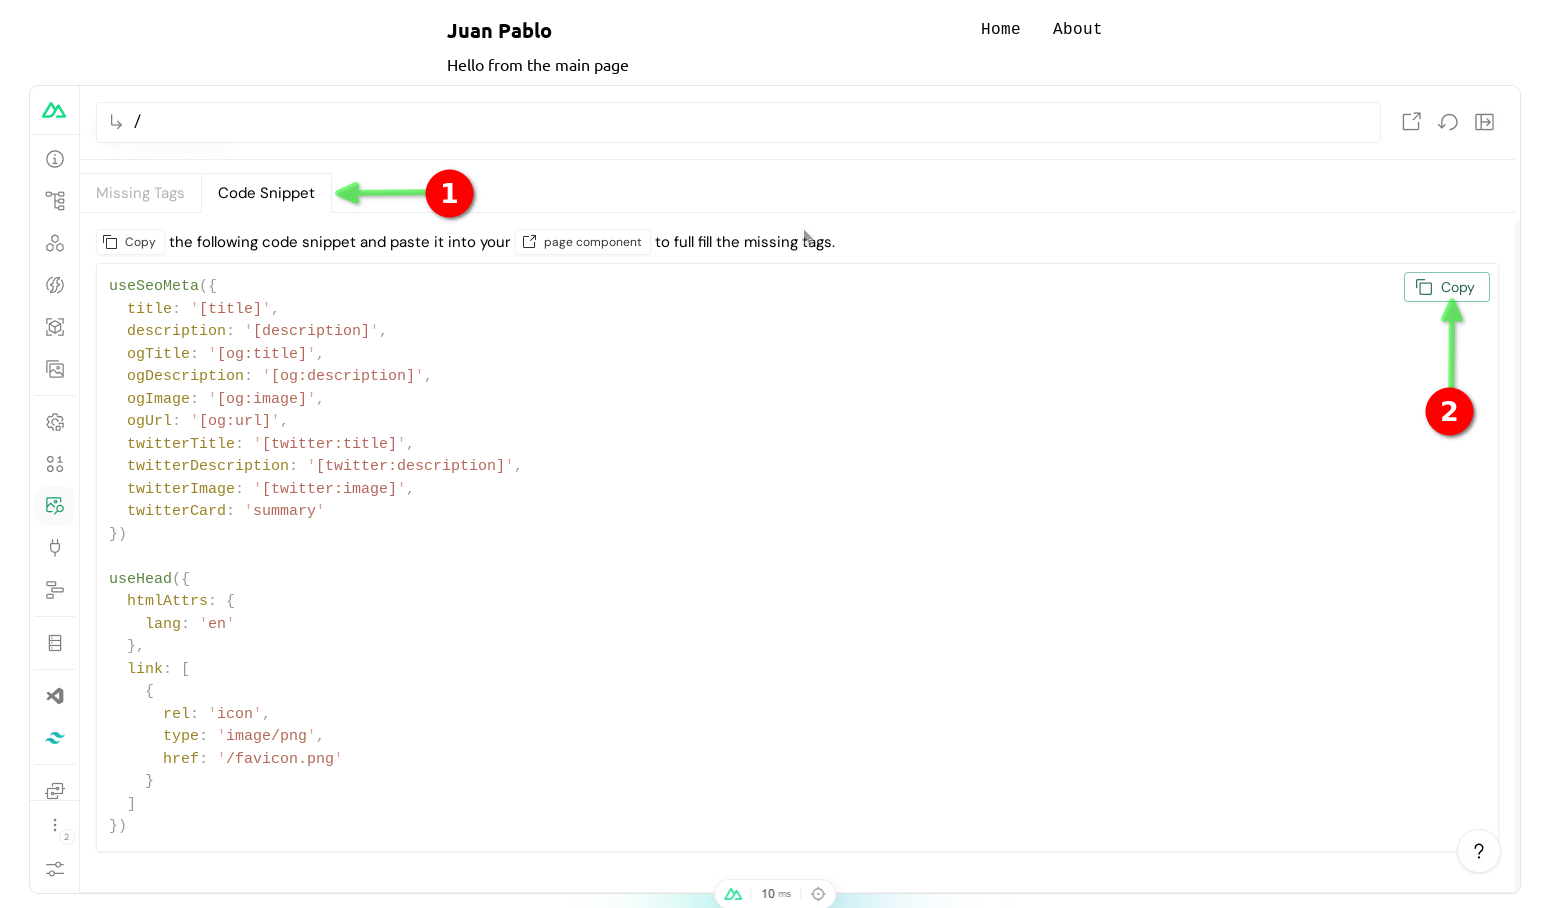 Juan Pablo
Home About
Hello from the main page
/
Missing Tags Code Snippet 1
Copy the following code snippet and paste it into your page component to full fill the missing tags.
Copy
useSeoMeta({
  title: '[title]',
  description: '[description]',
  ogTitle: '[og:title]',
  ogDescription: '[og:description]',
  ogImage: '[og:image]',
  ogUrl: '[og:url]',
  twitterTitle: '[twitter:title]',
  twitterDescription: '[twitter:description]',
  twitterImage: '[twitter:image]',
  twitterCard: 'summary'
})
2
useHead({
  htmlAttrs: {
    lang: 'en'
  },
  link: [
    {
      rel: 'icon',
      type: 'image/png',
      href: '/favicon.png'
    }
  ]
})
2
?
10 ms